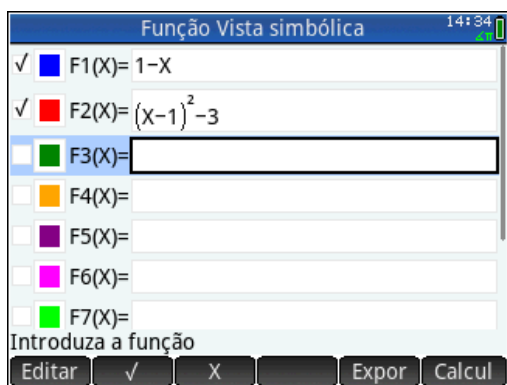 Função Vista simbólica 14:34 ∡π
√ F1(X)= 1−X
√ F2(X)= (X−1)²−3
F3(X)=
F4(X)=
F5(X)=
F6(X)=
F7(X)=
Introduza a função
Editar √ X Expor Calcul